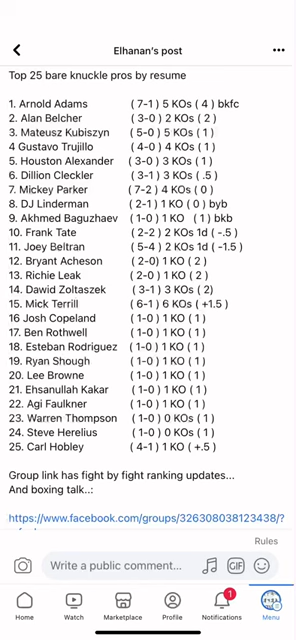 Elhanan's post
Top 25 bare knuckle pros by resume
1. Arnold Adams (7-1) 5 KOs ( 4 ) bkfc
2. Alan Belcher (3-0) 2 KOs ( 2 )
3. Mateusz Kubiszyn (5-0) 5 KOs ( 1 )
4 Gustavo Trujillo (4-0) 4 KOs ( 1 )
5. Houston Alexander (3-0) 3 KOs ( 1 )
6. Dillion Cleckler (3-1) 3 KOs ( .5 )
7. Mickey Parker (7-2) 4 KOs ( 0 )
8. DJ Linderman (2-1) 1 KO ( 0 ) byb
9. Akhmed Baguzhaev (1-0) 1 KO ( 1 ) bkb
10. Frank Tate (2-2) 2 KOs 1d ( -.5 )
11. Joey Beltran (5-4) 2 KOs 1d ( -1.5 )
12. Bryant Acheson (2-0) 1 KO ( 2 )
13. Richie Leak (2-0) 1 KO ( 2 )
14. Dawid Zoltaszek (3-1) 3 KOs ( 2)
15. Mick Terrill (6-1) 6 KOs ( +1.5 )
16 Josh Copeland (1-0) 1 KO ( 1 )
17. Ben Rothwell (1-0) 1 KO ( 1 )
18. Esteban Rodriguez (1-0) 1 KO ( 1 )
19. Ryan Shough (1-0) 1 KO ( 1 )
20. Lee Browne (1-0) 1 KO ( 1 )
21. Ehsanullah Kakar (1-0) 1 KO ( 1 )
22. Agi Faulkner (1-0) 1 KO ( 1 )
23. Warren Thompson (1-0) 0 KOs ( 1 )
24. Steve Herelius (1-0) 0 KOs ( 1 )
25. Carl Hobley (4-1) 1 KO ( +.5 )
Group link has fight by fight ranking updates...
And boxing talk..:
https://www.facebook.com/groups/326308038123438/?
Rules
Write a public comment...
GIF
1
Home Watch Marketplace Profile Notifications Menu